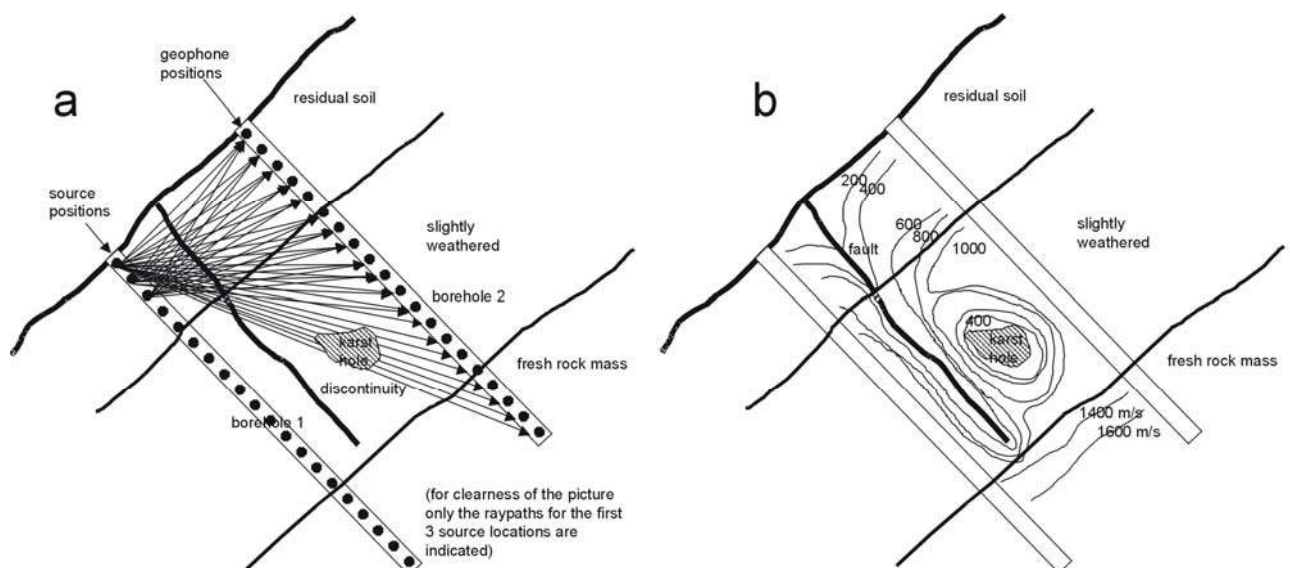 a
geophone
positions
residual soil
source
positions
slightly
weathered
borehole 2
karst
hole
fresh rock mass
discontinuity
borehole 1
(for clearness of the picture
only the raypaths for the first
3 source locations are
indicated)
b
residual soil
200
400
600
800
1000
slightly
weathered
fault
400
karst
hole
fresh rock mass
1400 m/s
1600 m/s